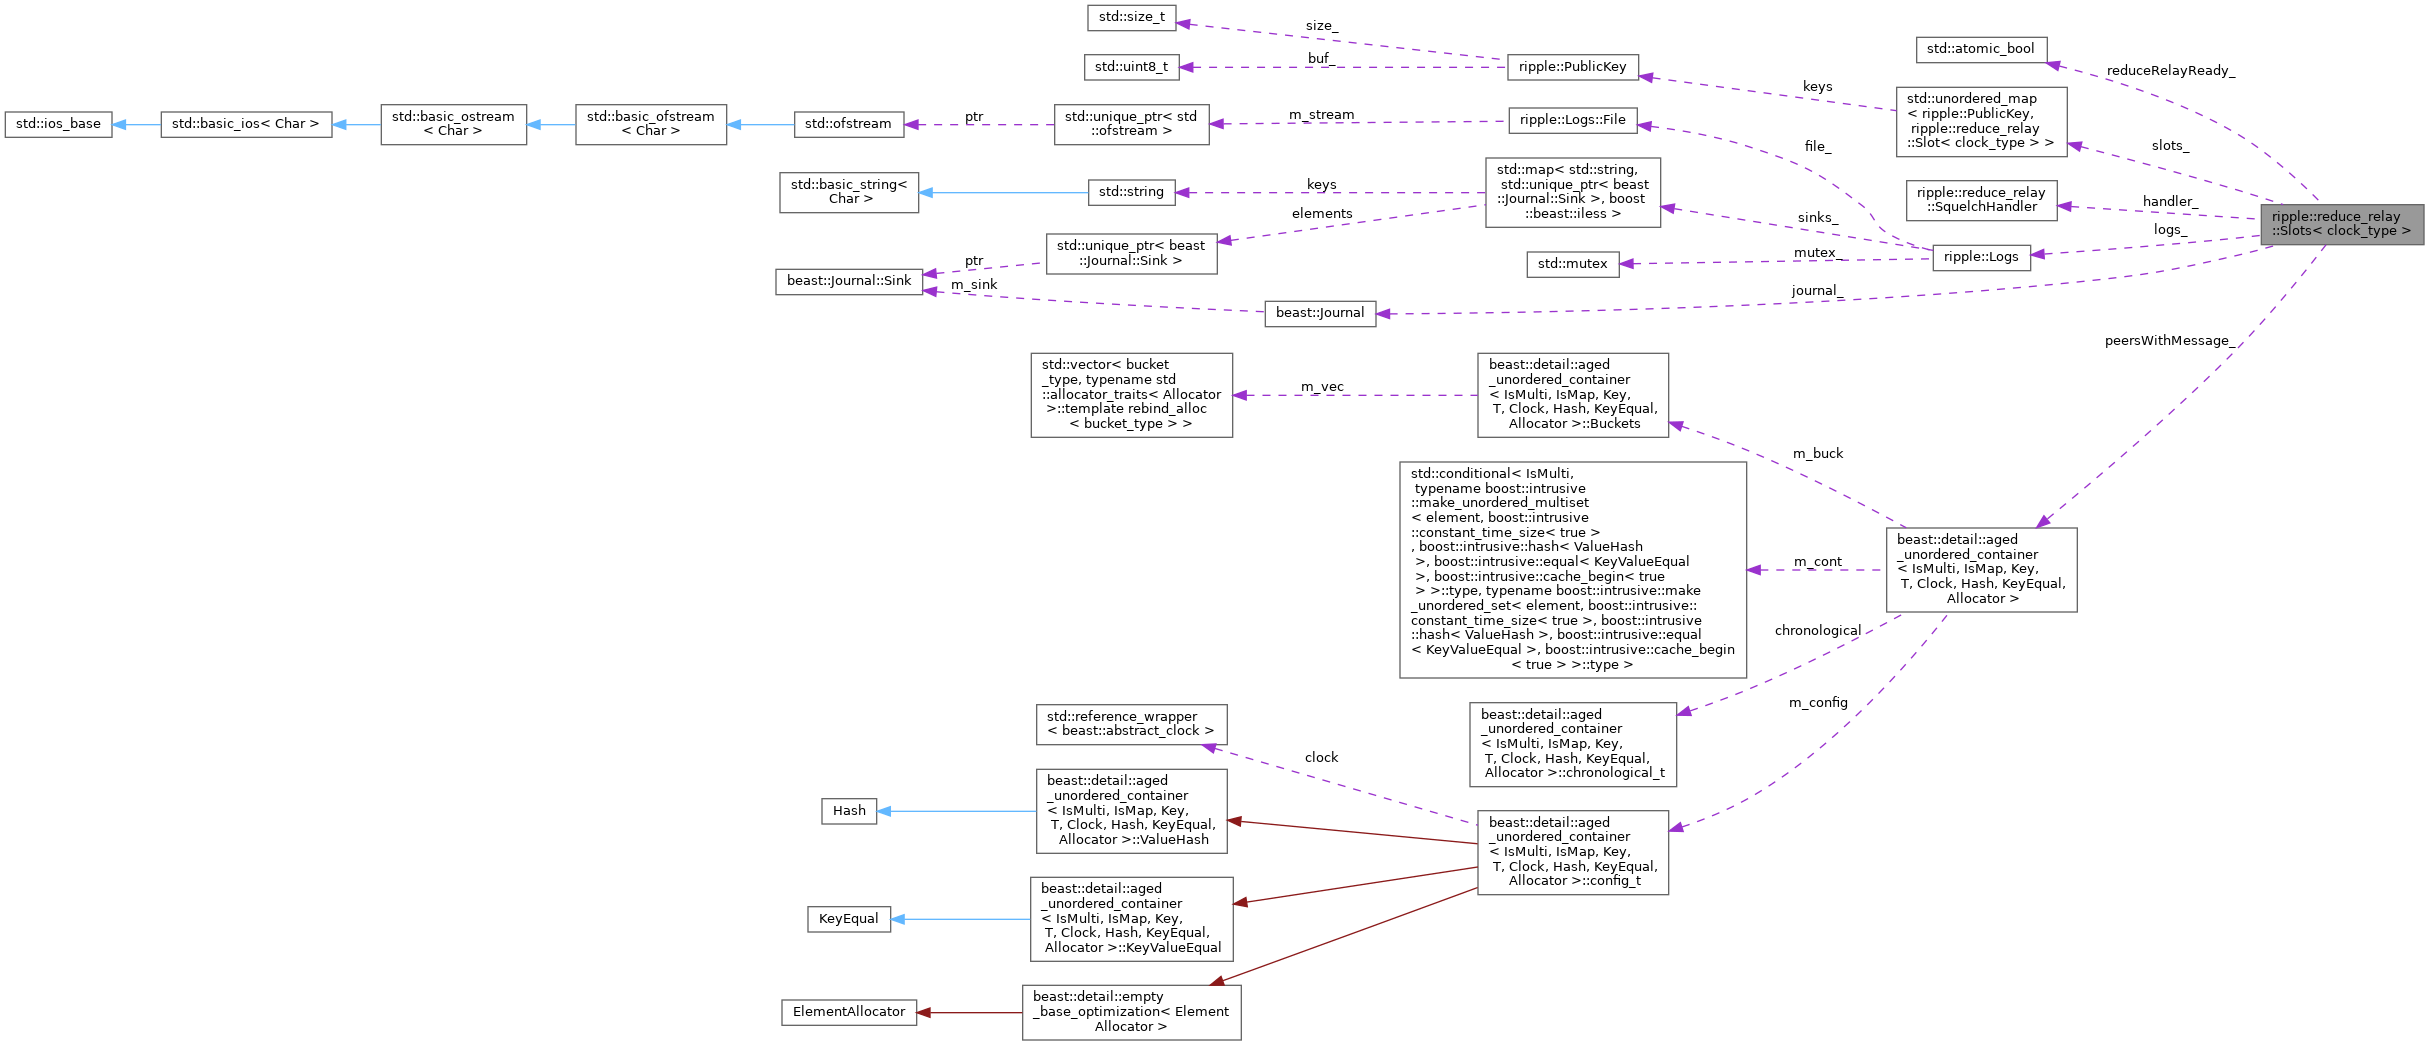 std::size_t
size_
std::atomic_bool
std::uint8_t
buf_
ripple::PublicKey
reduceRelayReady_
keys
std::unordered_map
< ripple::PublicKey,
ripple::reduce_relay
::Slot< clock_type > >
slots_
std::ios_base
std::basic_ios< Char >
std::basic_ostream
< Char >
std::basic_ofstream
< Char >
std::ofstream
ptr
std::unique_ptr< std
::ofstream >
m_stream
ripple::Logs::File
file_
std::basic_string<
Char >
std::string
keys
elements
std::map< std::string,
std::unique_ptr< beast
::Journal::Sink >, boost
::beast::iless >
sinks_
ripple::reduce_relay
::SquelchHandler
handler_
logs_
ripple::reduce_relay
::Slots< clock_type >
std::unique_ptr< beast
::Journal::Sink >
ptr
beast::Journal::Sink
m_sink
std::mutex
mutex_
ripple::Logs
beast::Journal
journal_
peersWithMessage_
std::vector< bucket
_type, typename std
::allocator_traits< Allocator
>::template rebind_alloc
< bucket_type > >
m_vec
beast::detail::aged
_unordered_container
< IsMulti, IsMap, Key,
T, Clock, Hash, KeyEqual,
Allocator >::Buckets
m_buck
std::conditional< IsMulti,
typename boost::intrusive
::make_unordered_multiset
< element, boost::intrusive
::constant_time_size< true >
, boost::intrusive::hash< ValueHash
>, boost::intrusive::equal< KeyValueEqual
>, boost::intrusive::cache_begin< true
> >::type, typename boost::intrusive::make
_unordered_set< element, boost::intrusive::
constant_time_size< true >, boost::intrusive
::hash< ValueHash >, boost::intrusive::equal
< KeyValueEqual >, boost::intrusive::cache_begin
< true > >::type >
m_cont
beast::detail::aged
_unordered_container
< IsMulti, IsMap, Key,
T, Clock, Hash, KeyEqual,
Allocator >
chronological
m_config
beast::detail::aged
_unordered_container
< IsMulti, IsMap, Key,
T, Clock, Hash, KeyEqual,
Allocator >::chronological_t
std::reference_wrapper
< beast::abstract_clock >
clock
Hash
beast::detail::aged
_unordered_container
< IsMulti, IsMap, Key,
T, Clock, Hash, KeyEqual,
Allocator >::ValueHash
beast::detail::aged
_unordered_container
< IsMulti, IsMap, Key,
T, Clock, Hash, KeyEqual,
Allocator >::config_t
KeyEqual
beast::detail::aged
_unordered_container
< IsMulti, IsMap, Key,
T, Clock, Hash, KeyEqual,
Allocator >::KeyValueEqual
ElementAllocator
beast::detail::empty
_base_optimization< Element
Allocator >